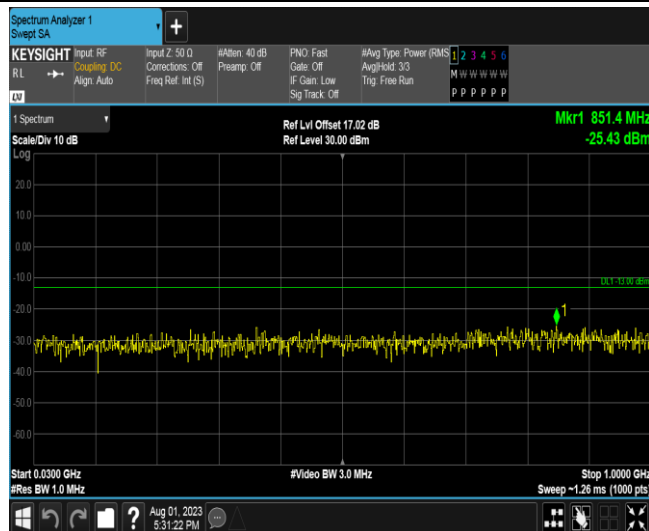 Spectrum Analyzer 1
Swept SA
+
KEYSIGHT
RL
LXI
Input: RF
Coupling: DC
Align: Auto
Input Z: 50 Ω
Corrections: Off
Freq Ref: Int (S)
#Atten: 40 dB
Preamp: Off
PNO: Fast
Gate: Off
IF Gain: Low
Sig Track: Off
#Avg Type: Power (RMS
Avg|Hold: 3/3
Trig: Free Run
1 2 3 4 5 6
M W W W W W
P P P P P P
1 Spectrum
Scale/Div 10 dB
Log
Ref Lvl Offset 17.02 dB
Ref Level 30.00 dBm
Mkr1 851.4 MHz
-25.43 dBm
20.0
10.0
0.00
-10.0
DL1 -13.00 dBm
-20.0
1
-30.0
-40.0
-50.0
-60.0
Start 0.0300 GHz
#Res BW 1.0 MHz
#Video BW 3.0 MHz
Stop 1.0000 GHz
Sweep ~1.26 ms (1000 pts)
?
Aug 01, 2023
5:31:22 PM